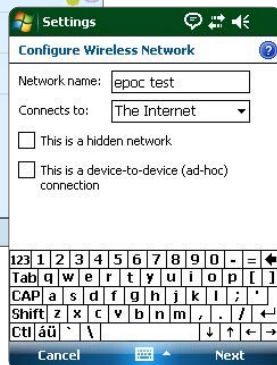 Settings
Configure Wireless Network
Network name: epoc test
Connects to: The Internet
This is a hidden network
This is a device-to-device (ad-hoc)
connection
123 1 2 3 4 5 6 7 8 9 0 - =
Tab q w e r t y u i o p [ ]
CAP a s d f g h j k l ; '
Shift z x c v b n m , . /
Ctl áü ` \
Cancel Next